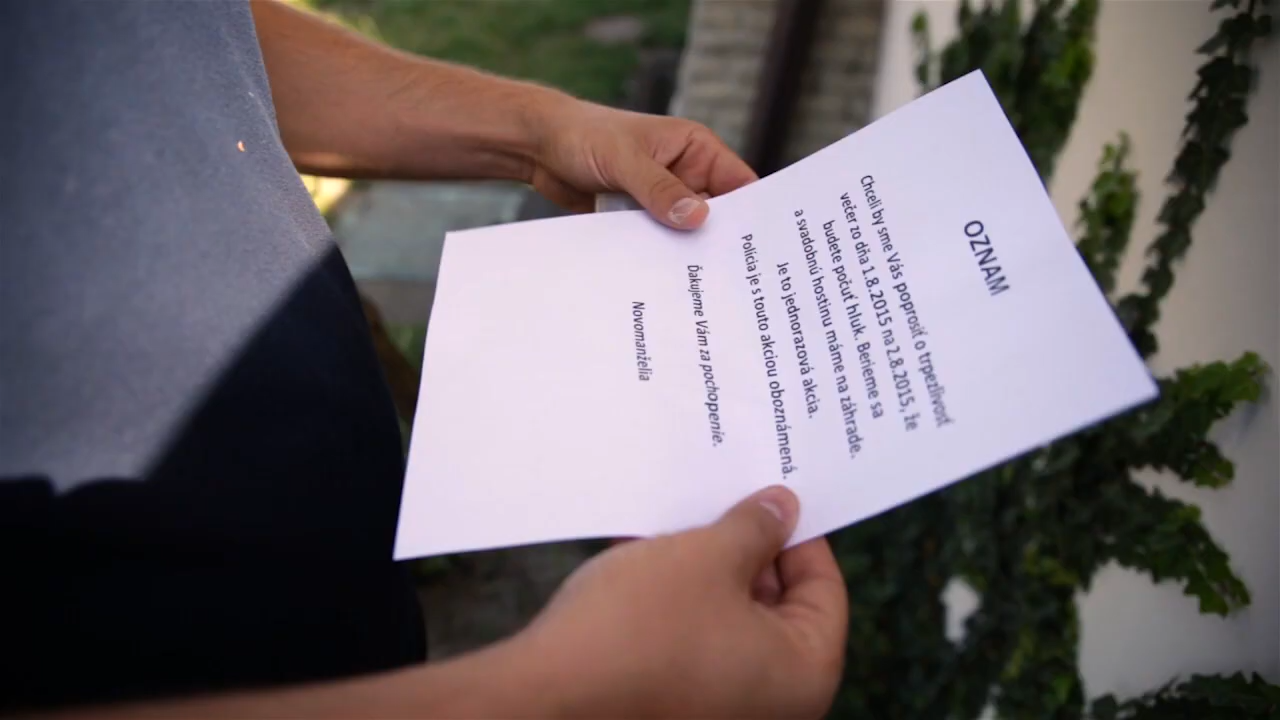 OZNAM
Chceli by sme Vás poprosiť o trpezlivosť
večer zo dňa 1.8.2015 na 2.8.2015, že
budete počuť hluk. Berieme sa
a svadobnú hostinu máme na záhrade.
Je to jednorazová akcia.
Polícia je s touto akciou oboznámená.
Ďakujeme Vám za pochopenie.
Novomanželia